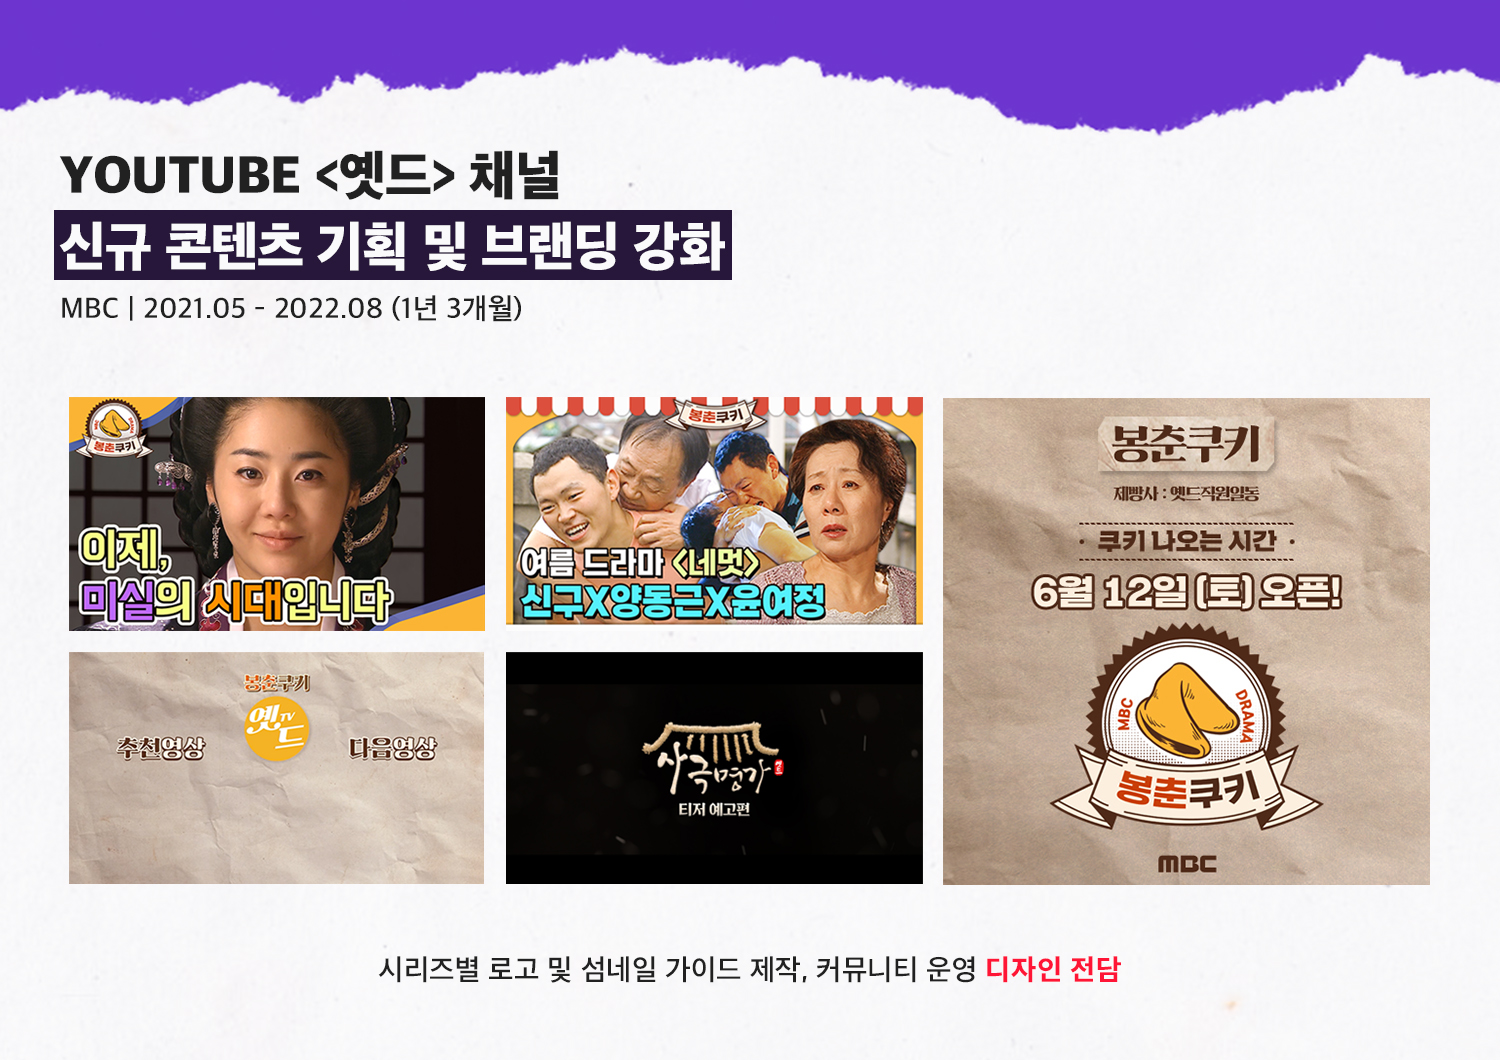 YOUTUBE <옛드> 채널
신규 콘텐츠 기획 및 브랜딩 강화
MBC | 2021.05 - 2022.08 (1년 3개월)
봉춘쿠키
이제,
미실의 시대입니다
봉춘쿠키
여름 드라마 <네멋>
신구X양동근X윤여정
봉춘쿠키
제빵사 : 옛드직원일동
· 쿠키 나오는 시간 ·
6월 12일 (토) 오픈!
MBC DRAMA
봉춘쿠키
MBC
봉춘쿠키
옛드 TV
추천영상
다음영상
사극명가
티저 예고편
시리즈별 로고 및 섬네일 가이드 제작, 커뮤니티 운영 디자인 전담